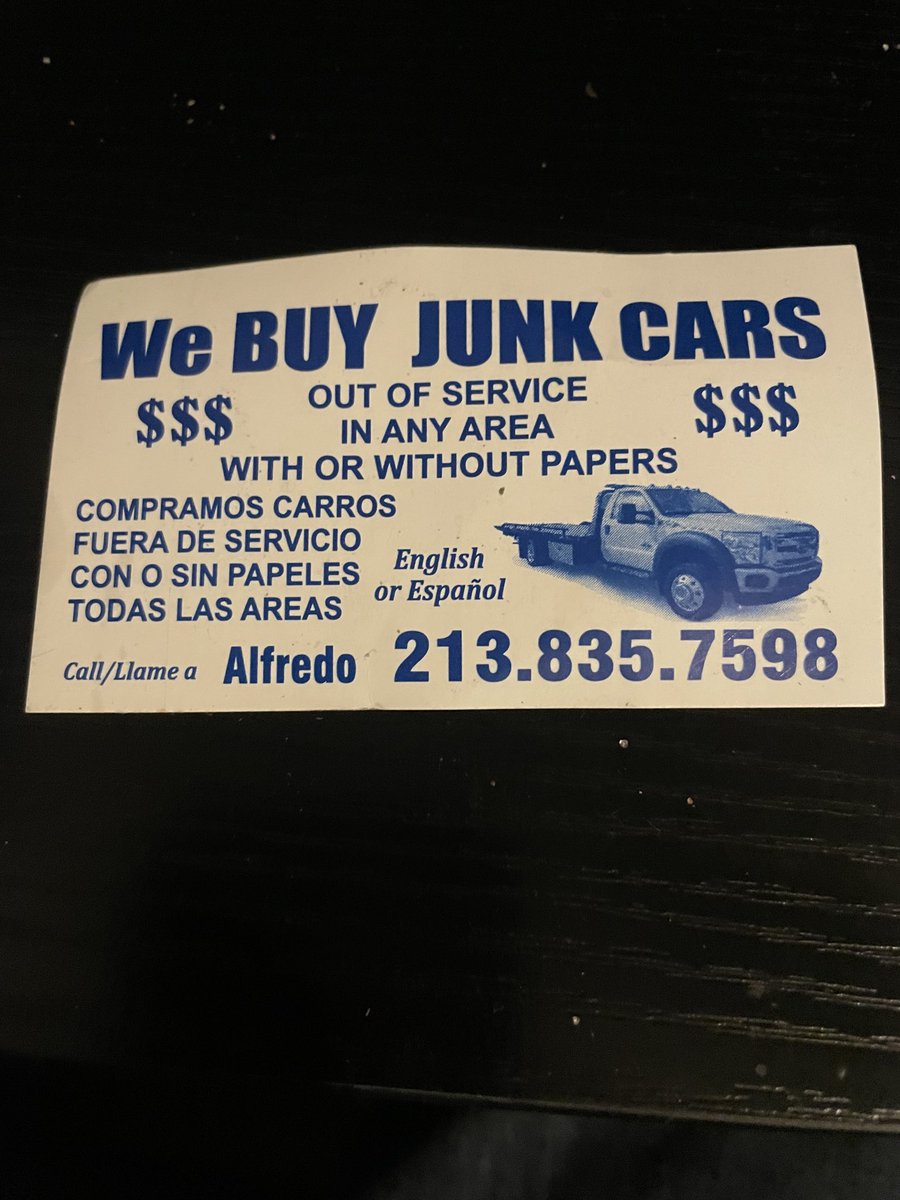 We BUY JUNK CARS
$$$ OUT OF SERVICE $$$
IN ANY AREA
WITH OR WITHOUT PAPERS
COMPRAMOS CARROS
FUERA DE SERVICIO
CON O SIN PAPELES
TODAS LAS AREAS
English
or Español
Call/Llame a Alfredo 213.835.7598